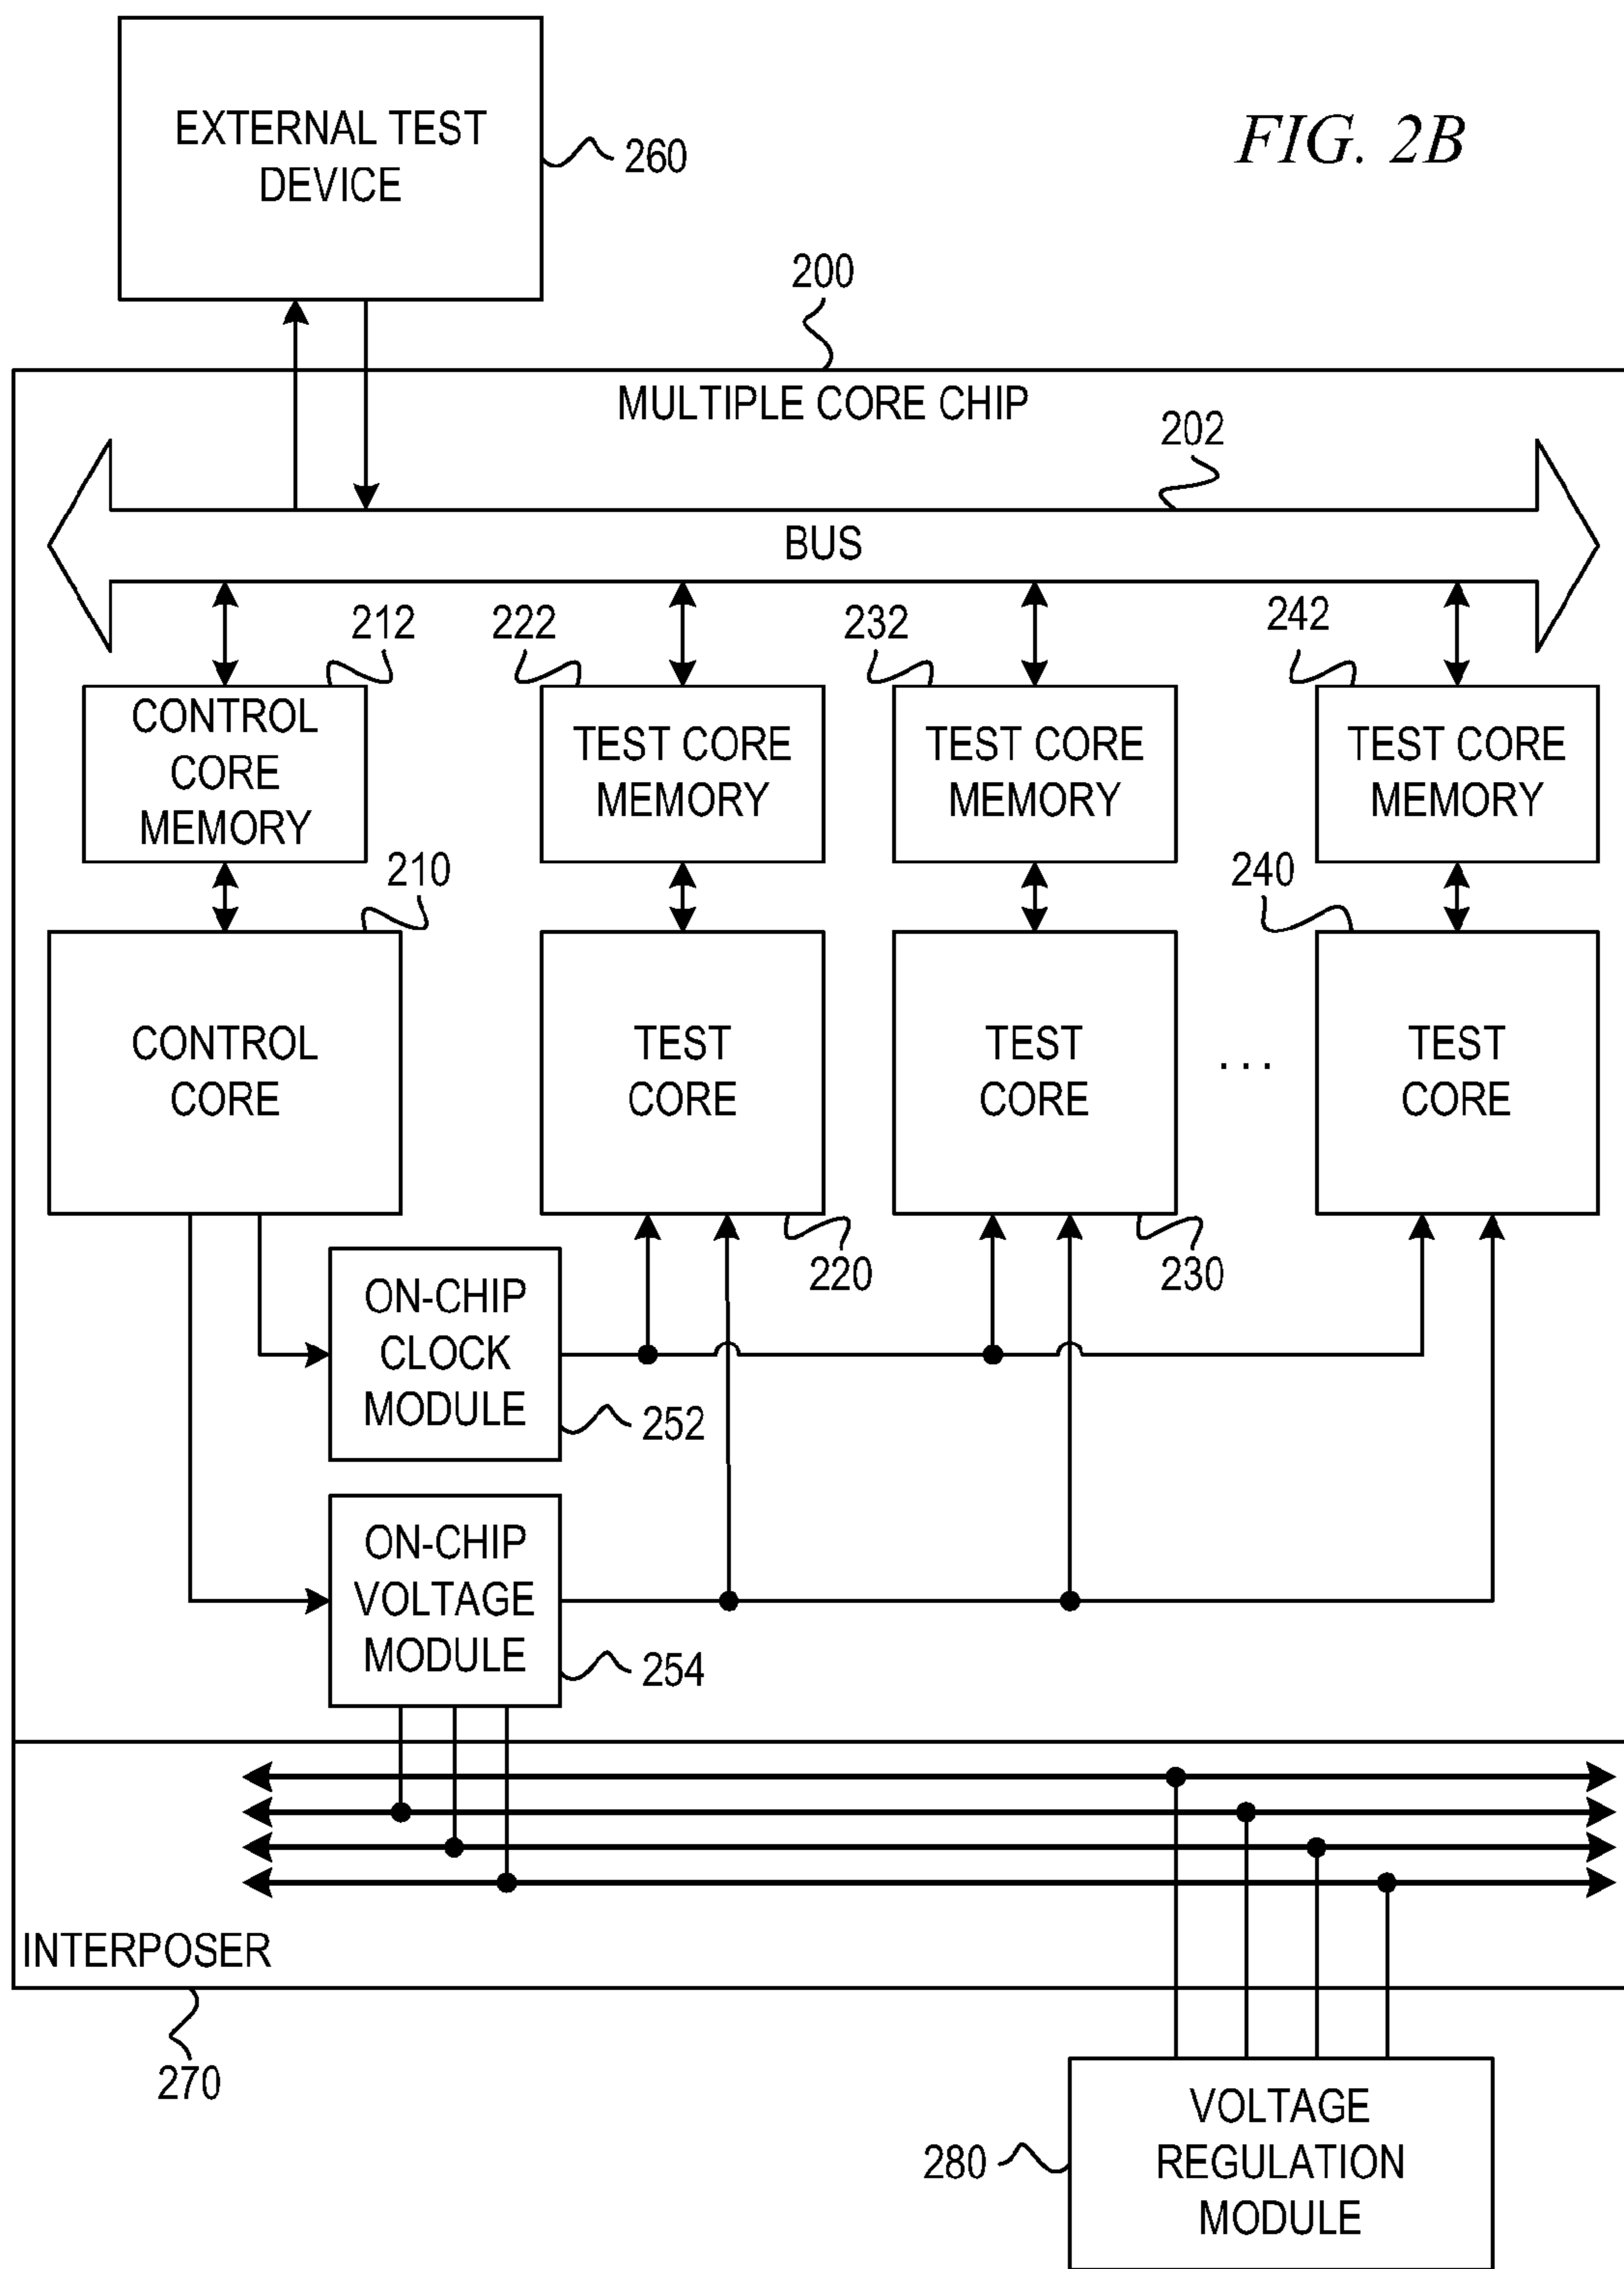 EXTERNAL TEST
DEVICE
260
FIG. 2B
200
MULTIPLE CORE CHIP
202
BUS
212
222
232
242
CONTROL
CORE
MEMORY
TEST CORE
MEMORY
TEST CORE
MEMORY
TEST CORE
MEMORY
210
240
CONTROL
CORE
TEST
CORE
TEST
CORE
. . .
TEST
CORE
220
230
ON-CHIP
CLOCK
MODULE
252
ON-CHIP
VOLTAGE
MODULE
254
INTERPOSER
270
VOLTAGE
REGULATION
MODULE
280